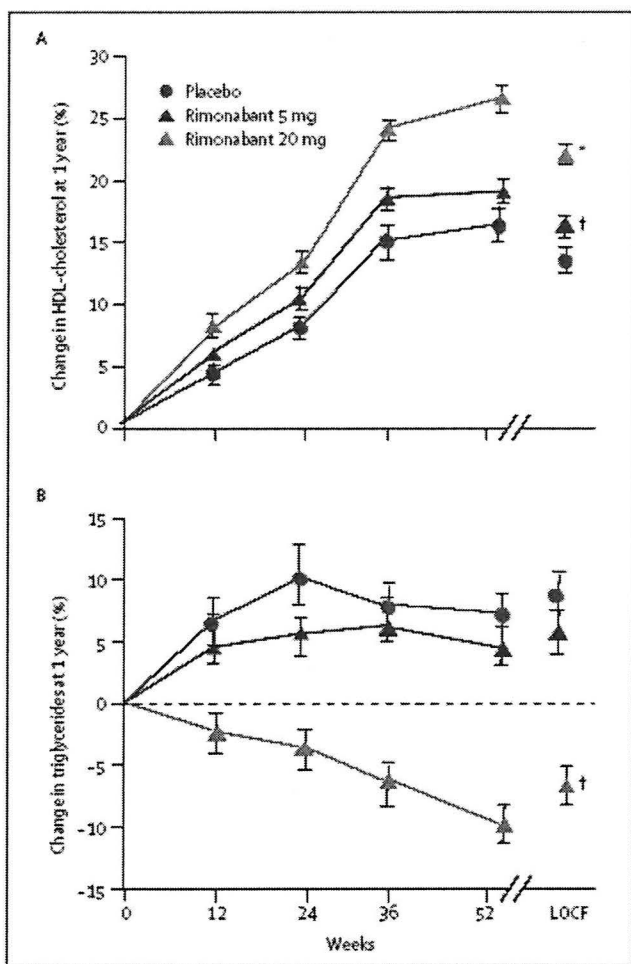 A
Change in HDL-cholesterol at 1 year (%)
30
25
20
15
10
5
0
Placebo
Rimonabant 5 mg
Rimonabant 20 mg
*
†
B
Change in triglycerides at 1 year (%)
15
10
5
0
-5
-10
-15
†
0 12 24 36 52 LOCF
Weeks